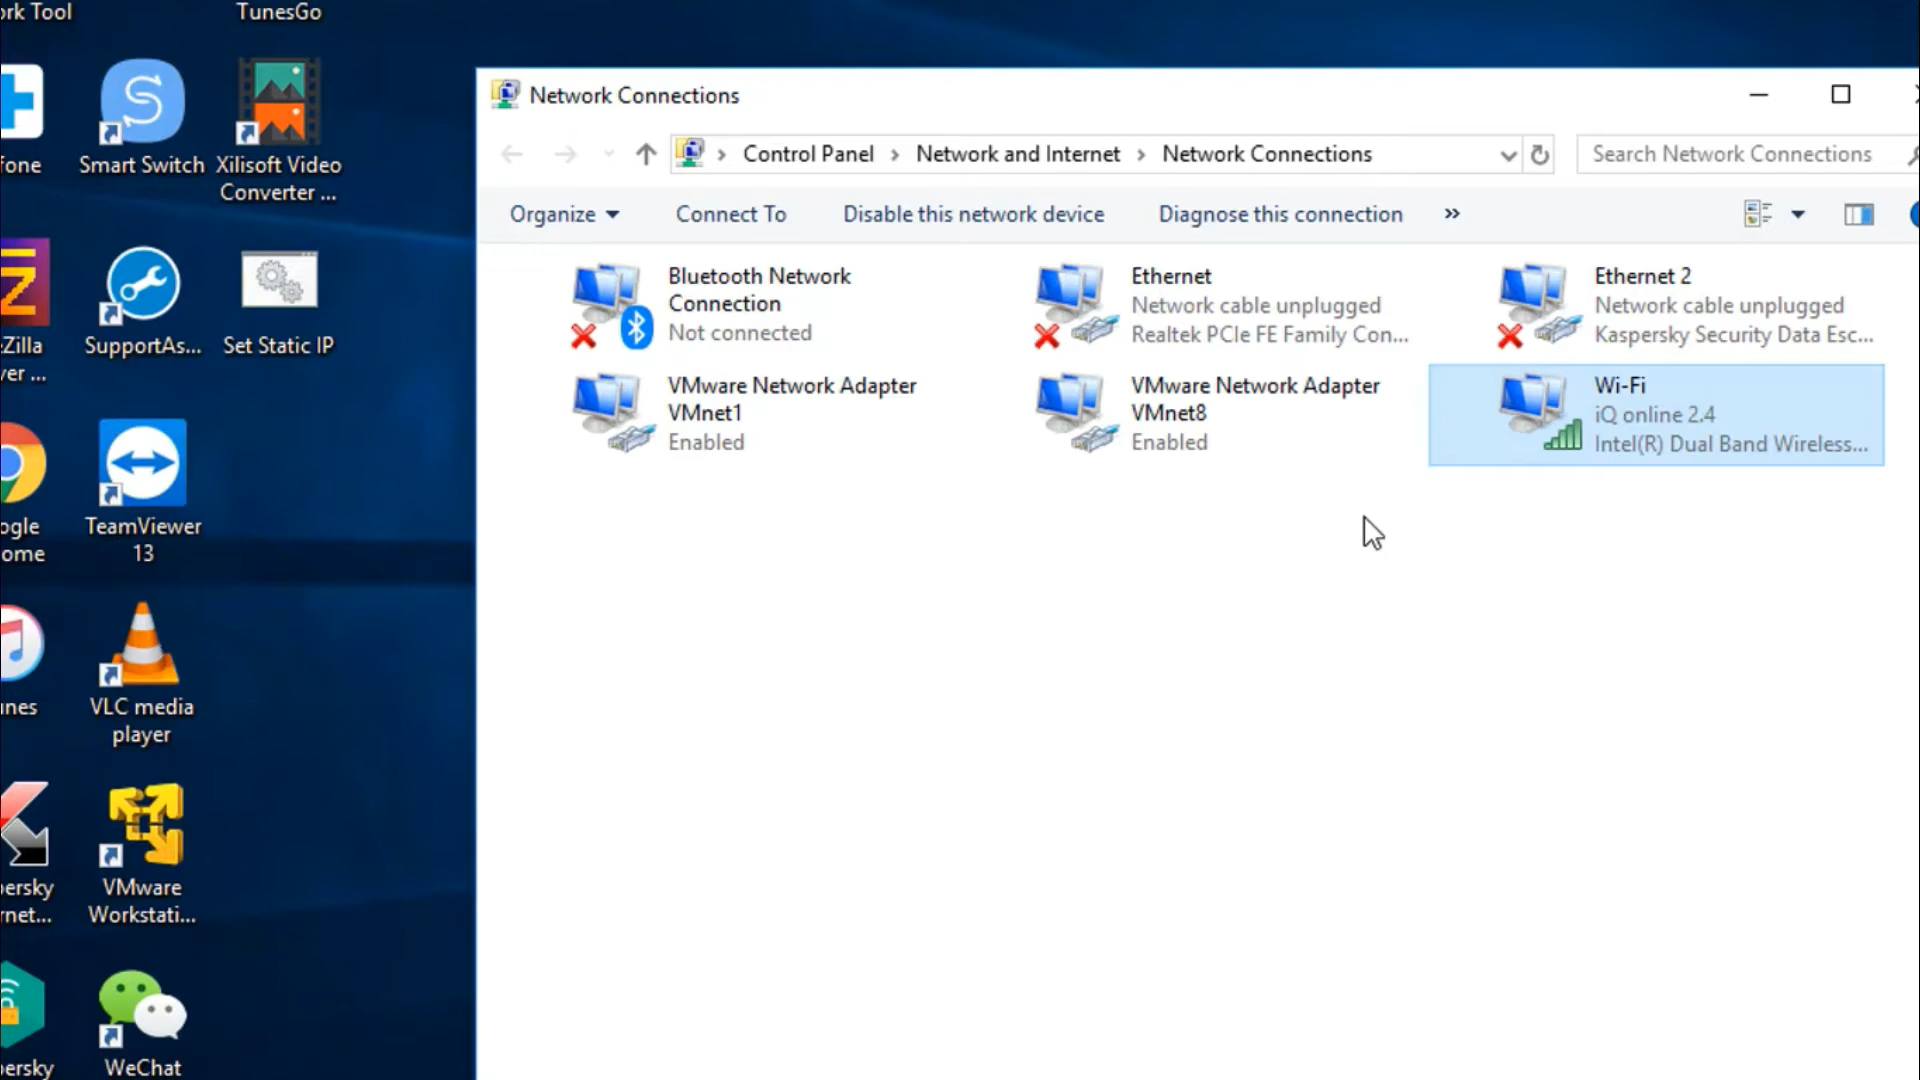 ork Tool
TunesGo
fone
Smart Switch
Xilisoft Video
Converter ...
Zilla
ver ...
SupportAs...
Set Static IP
ogle
ome
TeamViewer
13
unes
VLC media
player
persky
rnet...
VMware
Workstati...
persky
WeChat
Network Connections
Control Panel > Network and Internet > Network Connections
Search Network Connections
Organize
Connect To
Disable this network device
Diagnose this connection
»
Bluetooth Network
Connection
Not connected
Ethernet
Network cable unplugged
Realtek PCIe FE Family Con...
Ethernet 2
Network cable unplugged
Kaspersky Security Data Esc...
VMware Network Adapter
VMnet1
Enabled
VMware Network Adapter
VMnet8
Enabled
Wi-Fi
iQ online 2.4
Intel(R) Dual Band Wireless...